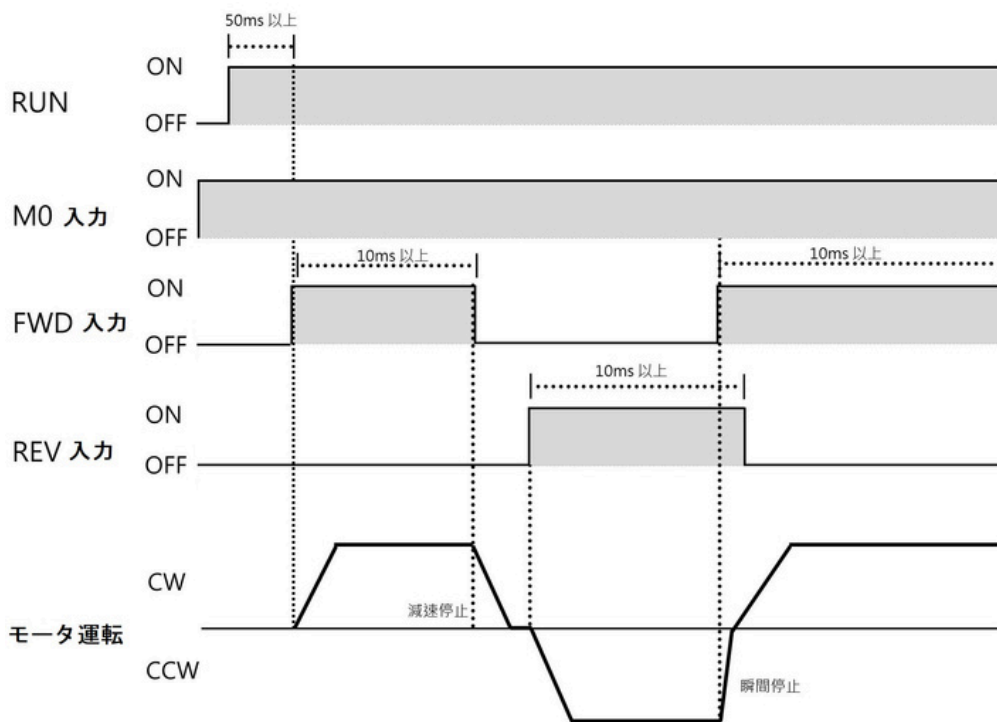 50ms 以上
RUN
ON
OFF
M0 入力
ON
OFF
10ms 以上
10ms 以上
FWD 入力
ON
OFF
10ms 以上
REV 入力
ON
OFF
CW
減速停止
モータ運転
CCW
瞬間停止